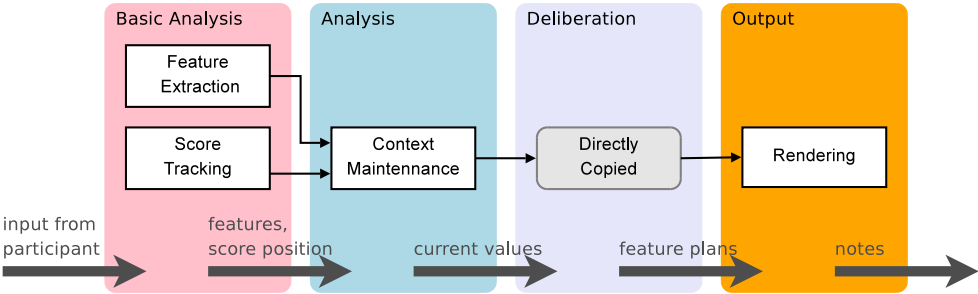 Basic Analysis
Analysis
Deliberation
Output
Feature
Extraction
Score
Tracking
Context
Maintennance
Directly
Copied
Rendering
input from
participant
features,
score position
current values
feature plans
notes